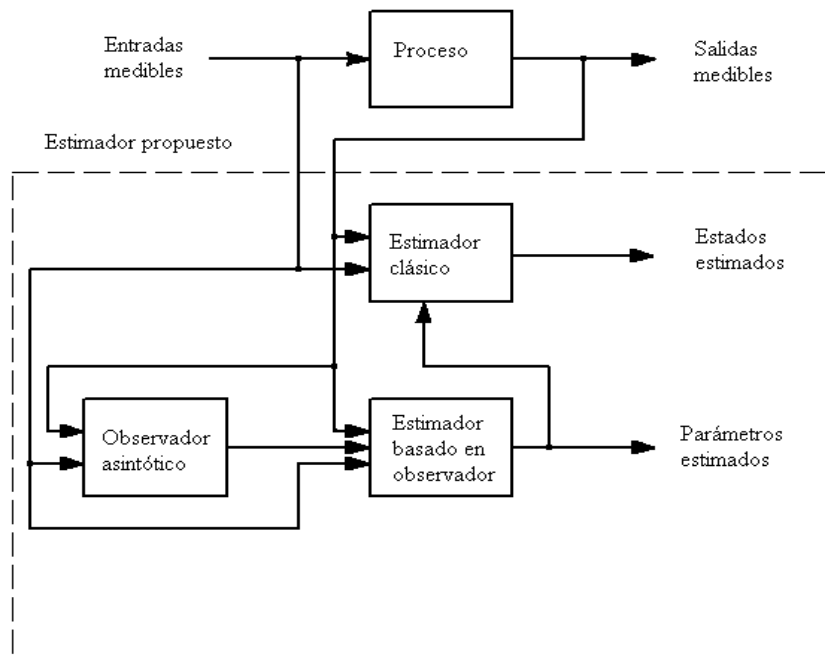 Entradas
medibles
Proceso
Salidas
medibles
Estimador propuesto
Estimador
clásico
Estados
estimados
Observador
asintótico
Estimador
basado en
observador
Parámetros
estimados